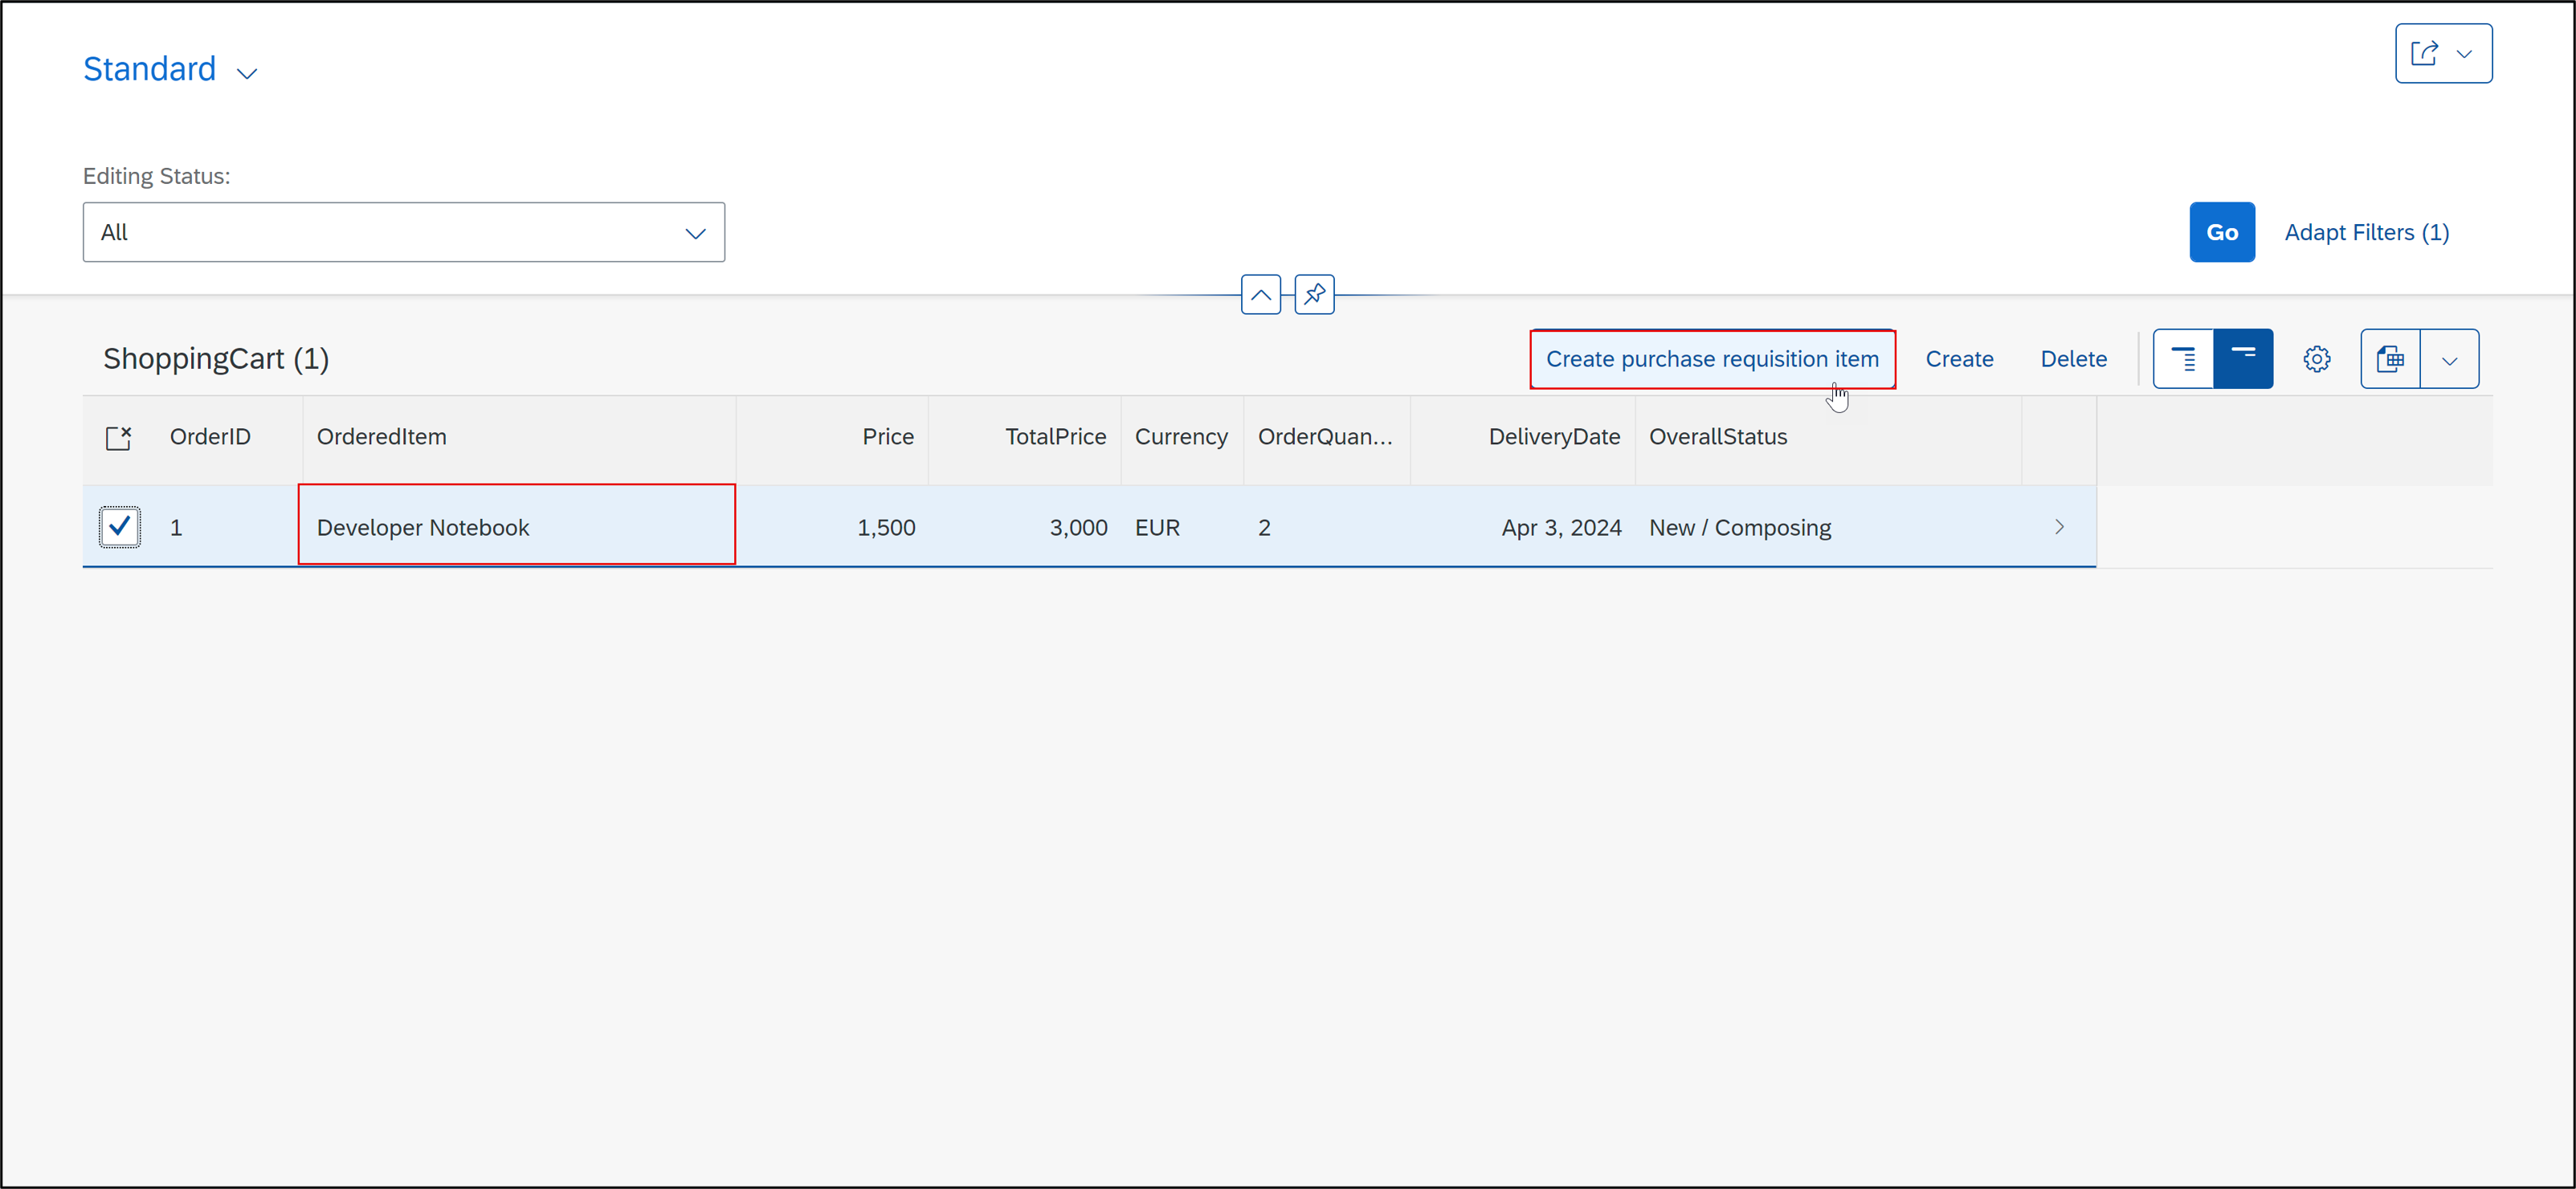 Standard
Editing Status:
All
Go Adapt Filters (1)
ShoppingCart (1) Create purchase requisition item Create Delete
OrderID OrderedItem Price TotalPrice Currency OrderQuan... DeliveryDate OverallStatus
1 Developer Notebook 1,500 3,000 EUR 2 Apr 3, 2024 New / Composing